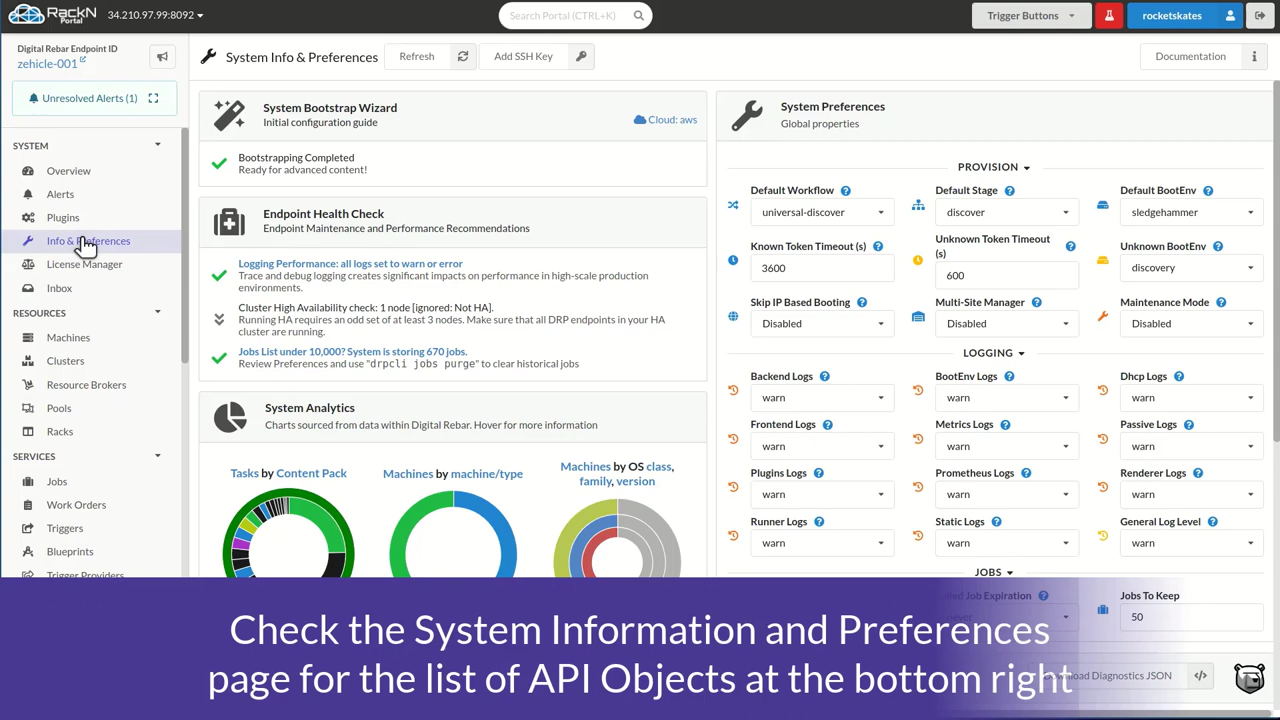 RackN
Portal
34.210.97.99:8092
Search Portal (CTRL+K)
Trigger Buttons
rocketskates
Digital Rebar Endpoint ID
zehicle-001
Unresolved Alerts (1)
SYSTEM
Overview
Alerts
Plugins
Info & Preferences
License Manager
Inbox
RESOURCES
Machines
Clusters
Resource Brokers
Pools
Racks
SERVICES
Jobs
Work Orders
Triggers
Blueprints
Trigger Providers
System Info & Preferences
Refresh
Add SSH Key
Documentation
System Bootstrap Wizard
Initial configuration guide
Cloud: aws
Bootstrapping Completed
Ready for advanced content!
Endpoint Health Check
Endpoint Maintenance and Performance Recommendations
Logging Performance: all logs set to warn or error
Trace and debug logging creates significant impacts on performance in high-scale production
environments.
Cluster High Availability check: 1 node [ignored: Not HA].
Running HA requires an odd set of at least 3 nodes. Make sure that all DRP endpoints in your HA
cluster are running.
Jobs List under 10,000? System is storing 670 jobs.
Review Preferences and use "drpcli jobs purge" to clear historical jobs
System Analytics
Charts sourced from data within Digital Rebar. Hover for more information
Tasks by Content Pack
Machines by machine/type
Machines by OS class,
family, version
System Preferences
Global properties
PROVISION
Default Workflow
universal-discover
Default Stage
discover
Default BootEnv
sledgehammer
Known Token Timeout (s)
3600
Unknown Token Timeout
(s)
600
Unknown BootEnv
discovery
Skip IP Based Booting
Disabled
Multi-Site Manager
Disabled
Maintenance Mode
Disabled
LOGGING
Backend Logs
warn
BootEnv Logs
warn
Dhcp Logs
warn
Frontend Logs
warn
Metrics Logs
warn
Passive Logs
warn
Plugins Logs
warn
Prometheus Logs
warn
Renderer Logs
warn
Runner Logs
warn
Static Logs
warn
General Log Level
warn
JOBS
Job Expiration
Jobs To Keep
50
Download Diagnostics JSON
Check the System Information and Preferences
page for the list of API Objects at the bottom right